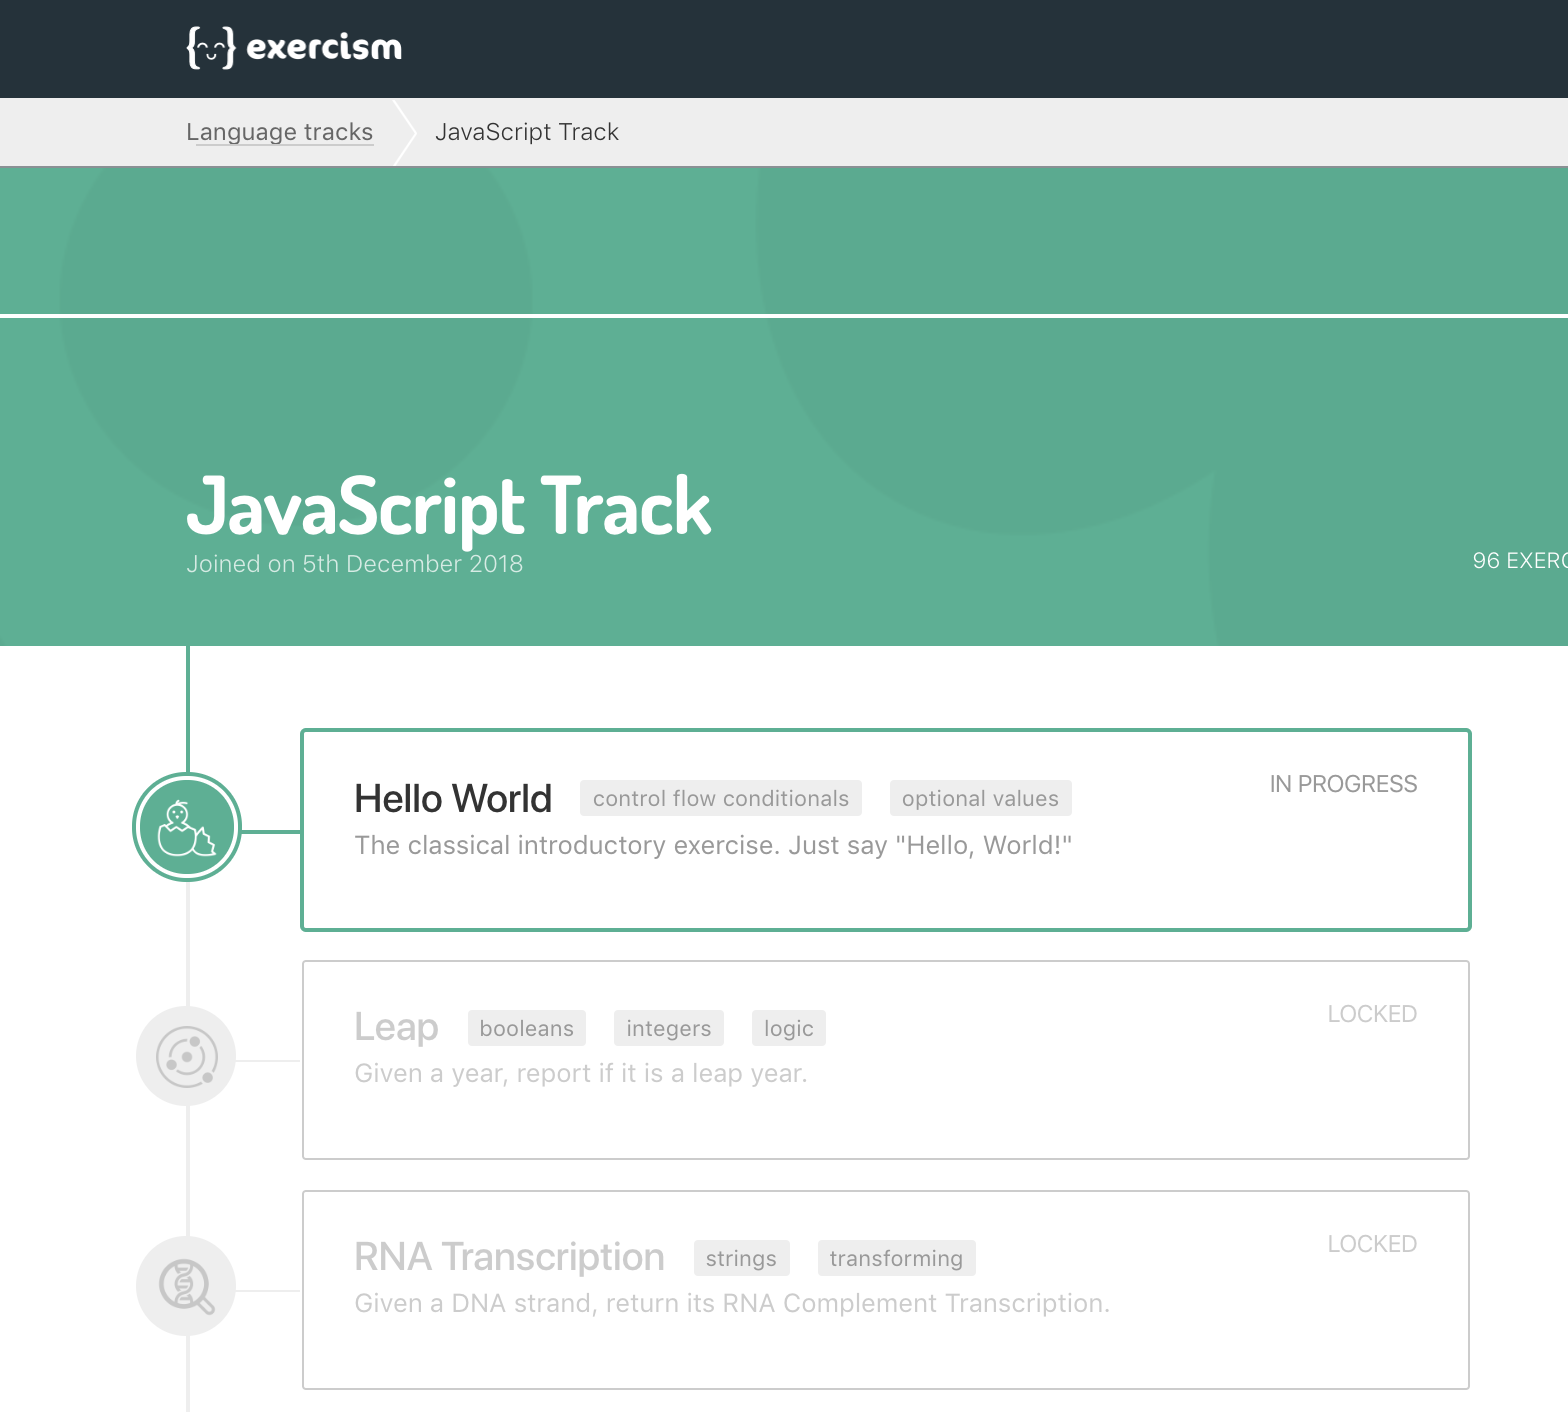 exercism
Language tracks
JavaScript Track
JavaScript Track
Joined on 5th December 2018
96
Hello World
control flow conditionals
optional values
IN PROGRESS
The classical introductory exercise. Just say "Hello, World!"
Leap
booleans
integers
logic
LOCKED
Given a year, report if it is a leap year.
RNA Transcription
strings
transforming
LOCKED
Given a DNA strand, return its RNA Complement Transcription.